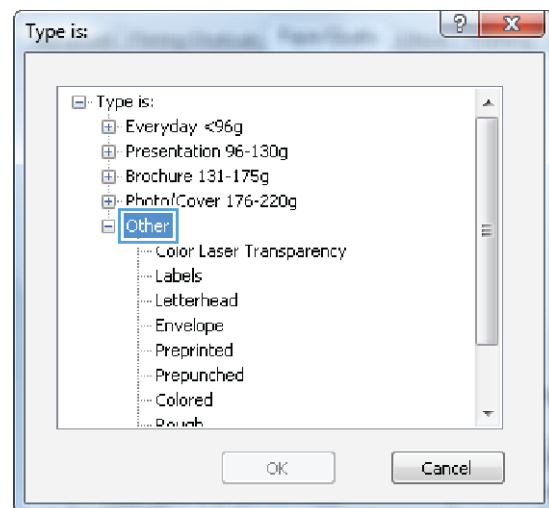 Type is:
?
X
Type is:
Everyday <96g
Presentation 96-130g
Brochure 131-175g
Photo/Cover 176-220g
Other
Color Laser Transparency
Labels
Letterhead
Envelope
Preprinted
Prepunched
Colored
Rough
OK
Cancel